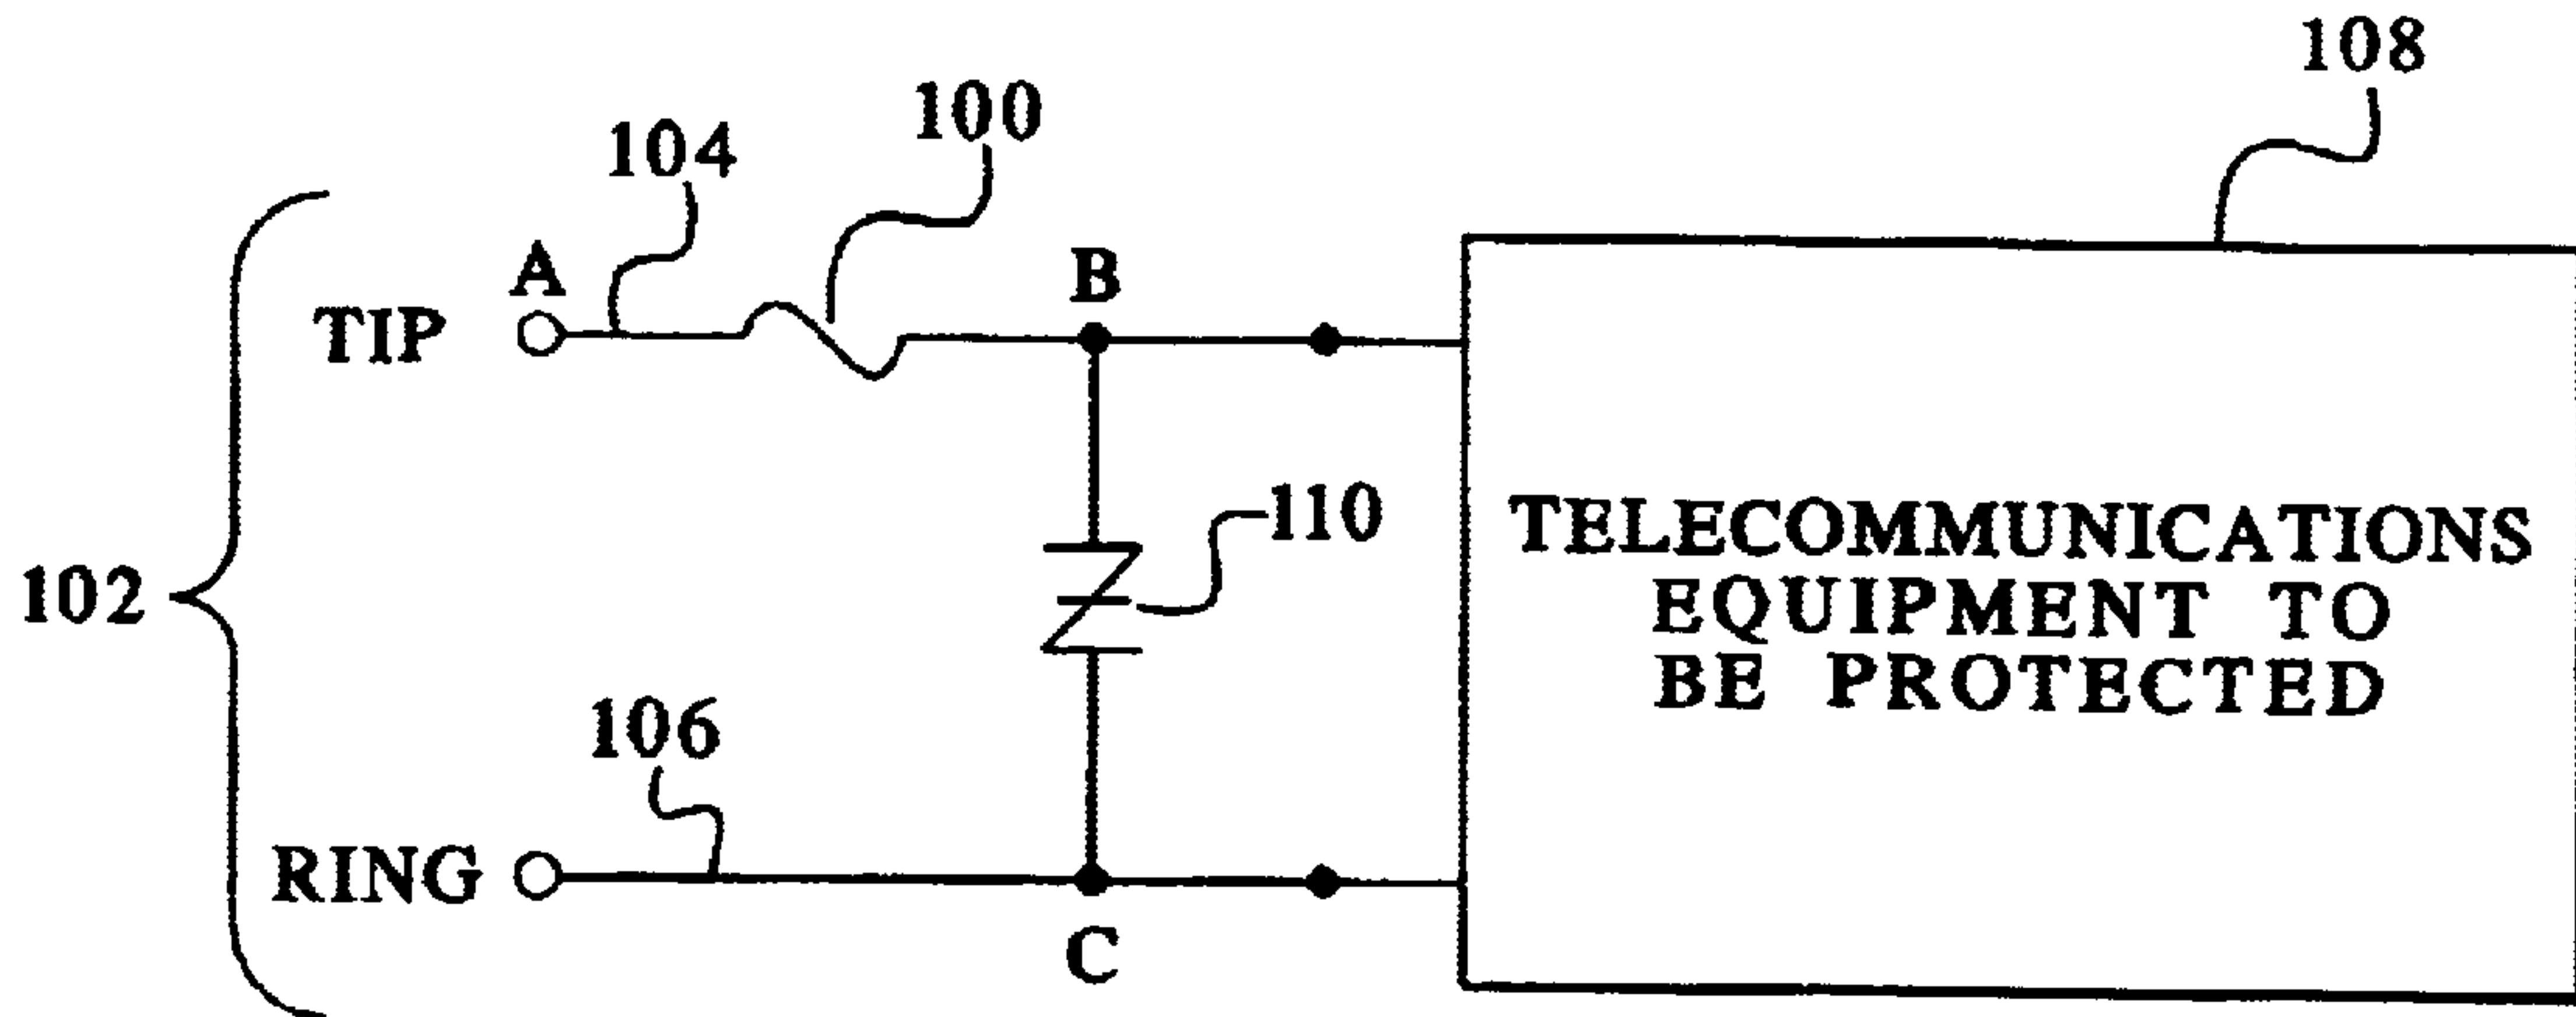 108
100
104
A
B
TIP
110
TELECOMMUNICATIONS
EQUIPMENT TO
BE PROTECTED
102
106
RING
C